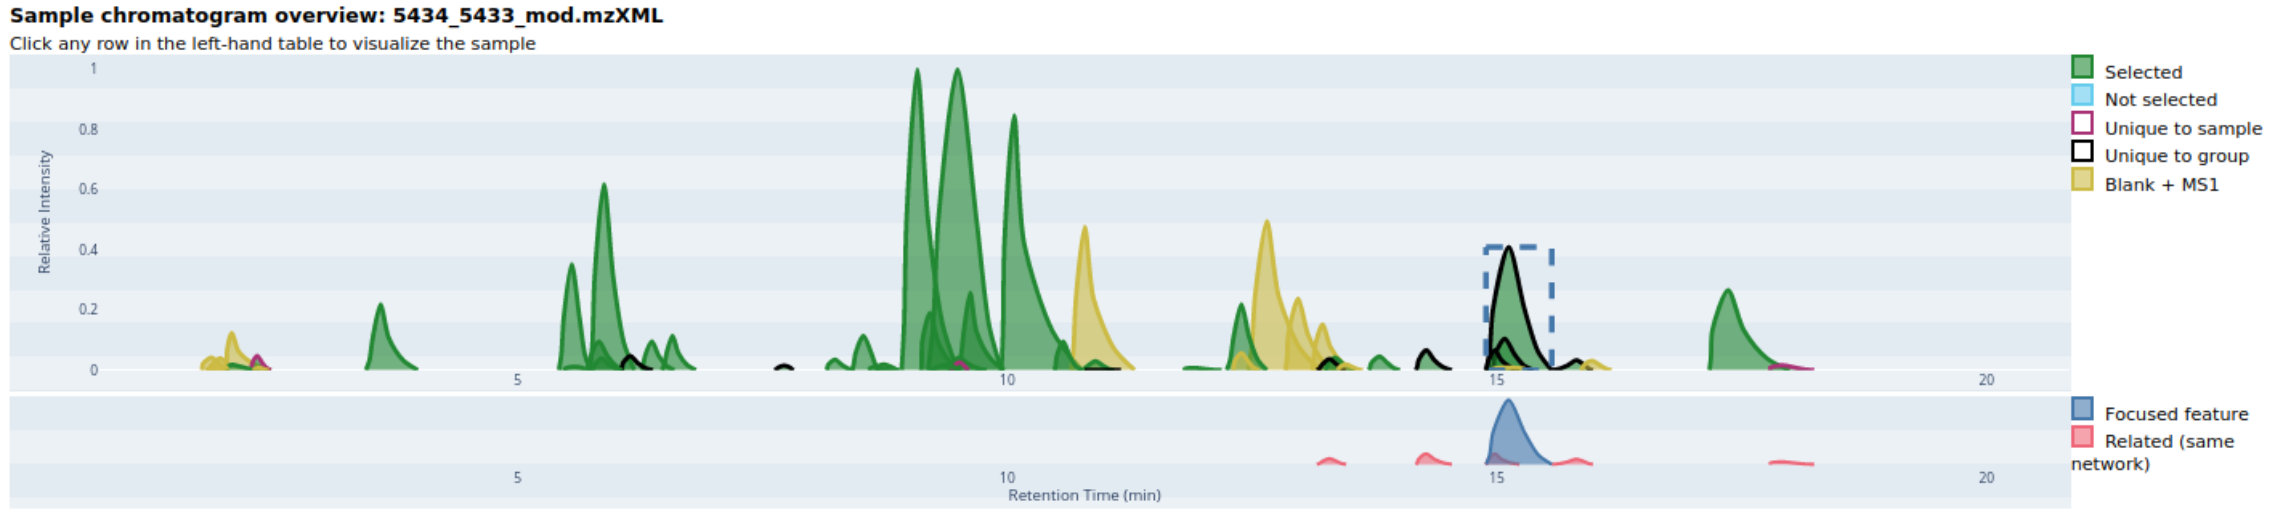 Sample chromatogram overview: 5434_5433_mod.mzXML
Click any row in the left-hand table to visualize the sample
1
0.8
0.6
0.4
0.2
0
Relative Intensity
5
10
15
20
Selected
Not selected
Unique to sample
Unique to group
Blank + MS1
5
10
15
20
Retention Time (min)
Focused feature
Related (same
network)